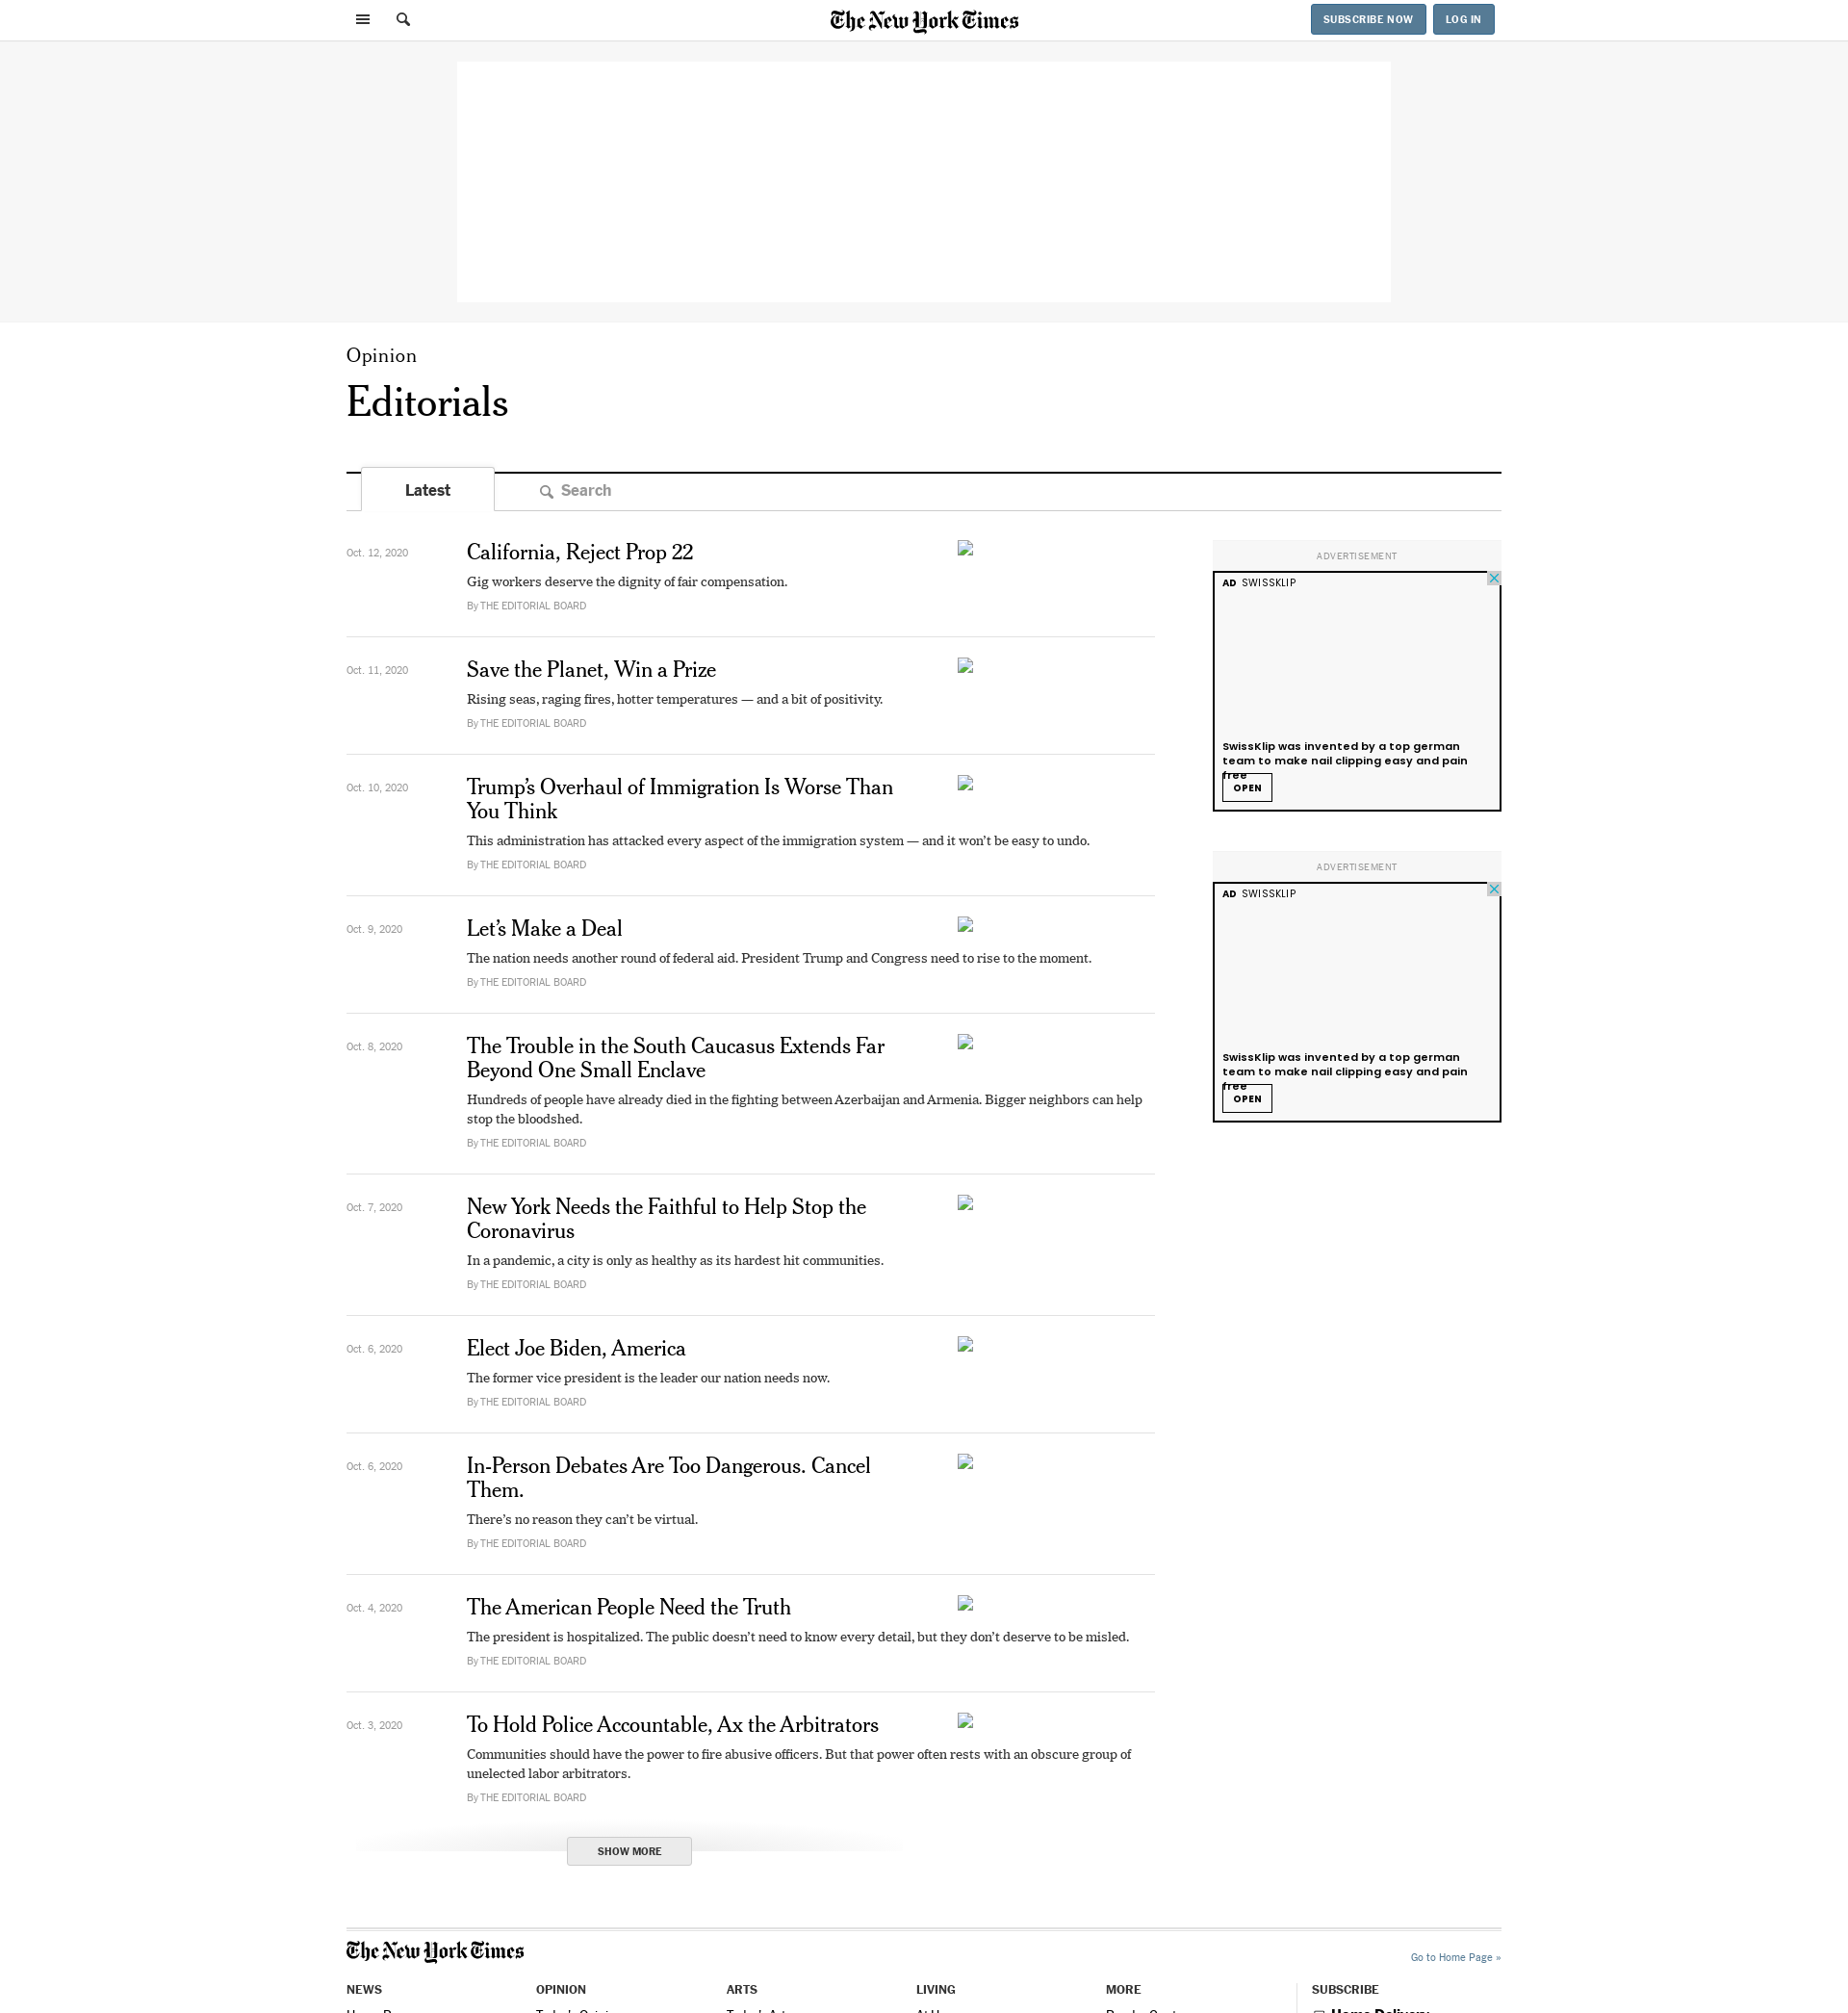 The New York Times
SUBSCRIBE NOW
LOG IN
Opinion
Editorials
Latest
Search
Oct. 12, 2020
California, Reject Prop 22
Gig workers deserve the dignity of fair compensation.
By THE EDITORIAL BOARD
Oct. 11, 2020
Save the Planet, Win a Prize
Rising seas, raging fires, hotter temperatures — and a bit of positivity.
By THE EDITORIAL BOARD
Oct. 10, 2020
Trump’s Overhaul of Immigration Is Worse Than
You Think
This administration has attacked every aspect of the immigration system — and it won’t be easy to undo.
By THE EDITORIAL BOARD
Oct. 9, 2020
Let’s Make a Deal
The nation needs another round of federal aid. President Trump and Congress need to rise to the moment.
By THE EDITORIAL BOARD
Oct. 8, 2020
The Trouble in the South Caucasus Extends Far
Beyond One Small Enclave
Hundreds of people have already died in the fighting between Azerbaijan and Armenia. Bigger neighbors can help
stop the bloodshed.
By THE EDITORIAL BOARD
Oct. 7, 2020
New York Needs the Faithful to Help Stop the
Coronavirus
In a pandemic, a city is only as healthy as its hardest hit communities.
By THE EDITORIAL BOARD
Oct. 6, 2020
Elect Joe Biden, America
The former vice president is the leader our nation needs now.
By THE EDITORIAL BOARD
Oct. 6, 2020
In-Person Debates Are Too Dangerous. Cancel
Them.
There’s no reason they can’t be virtual.
By THE EDITORIAL BOARD
Oct. 4, 2020
The American People Need the Truth
The president is hospitalized. The public doesn’t need to know every detail, but they don’t deserve to be misled.
By THE EDITORIAL BOARD
Oct. 3, 2020
To Hold Police Accountable, Ax the Arbitrators
Communities should have the power to fire abusive officers. But that power often rests with an obscure group of
unelected labor arbitrators.
By THE EDITORIAL BOARD
SHOW MORE
ADVERTISEMENT
AD SWISSKLIP
SwissKlip was invented by a top german
team to make nail clipping easy and pain
free
OPEN
ADVERTISEMENT
AD SWISSKLIP
SwissKlip was invented by a top german
team to make nail clipping easy and pain
free
OPEN
The New York Times
Go to Home Page »
NEWS
OPINION
ARTS
LIVING
MORE
SUBSCRIBE
Home Delivery